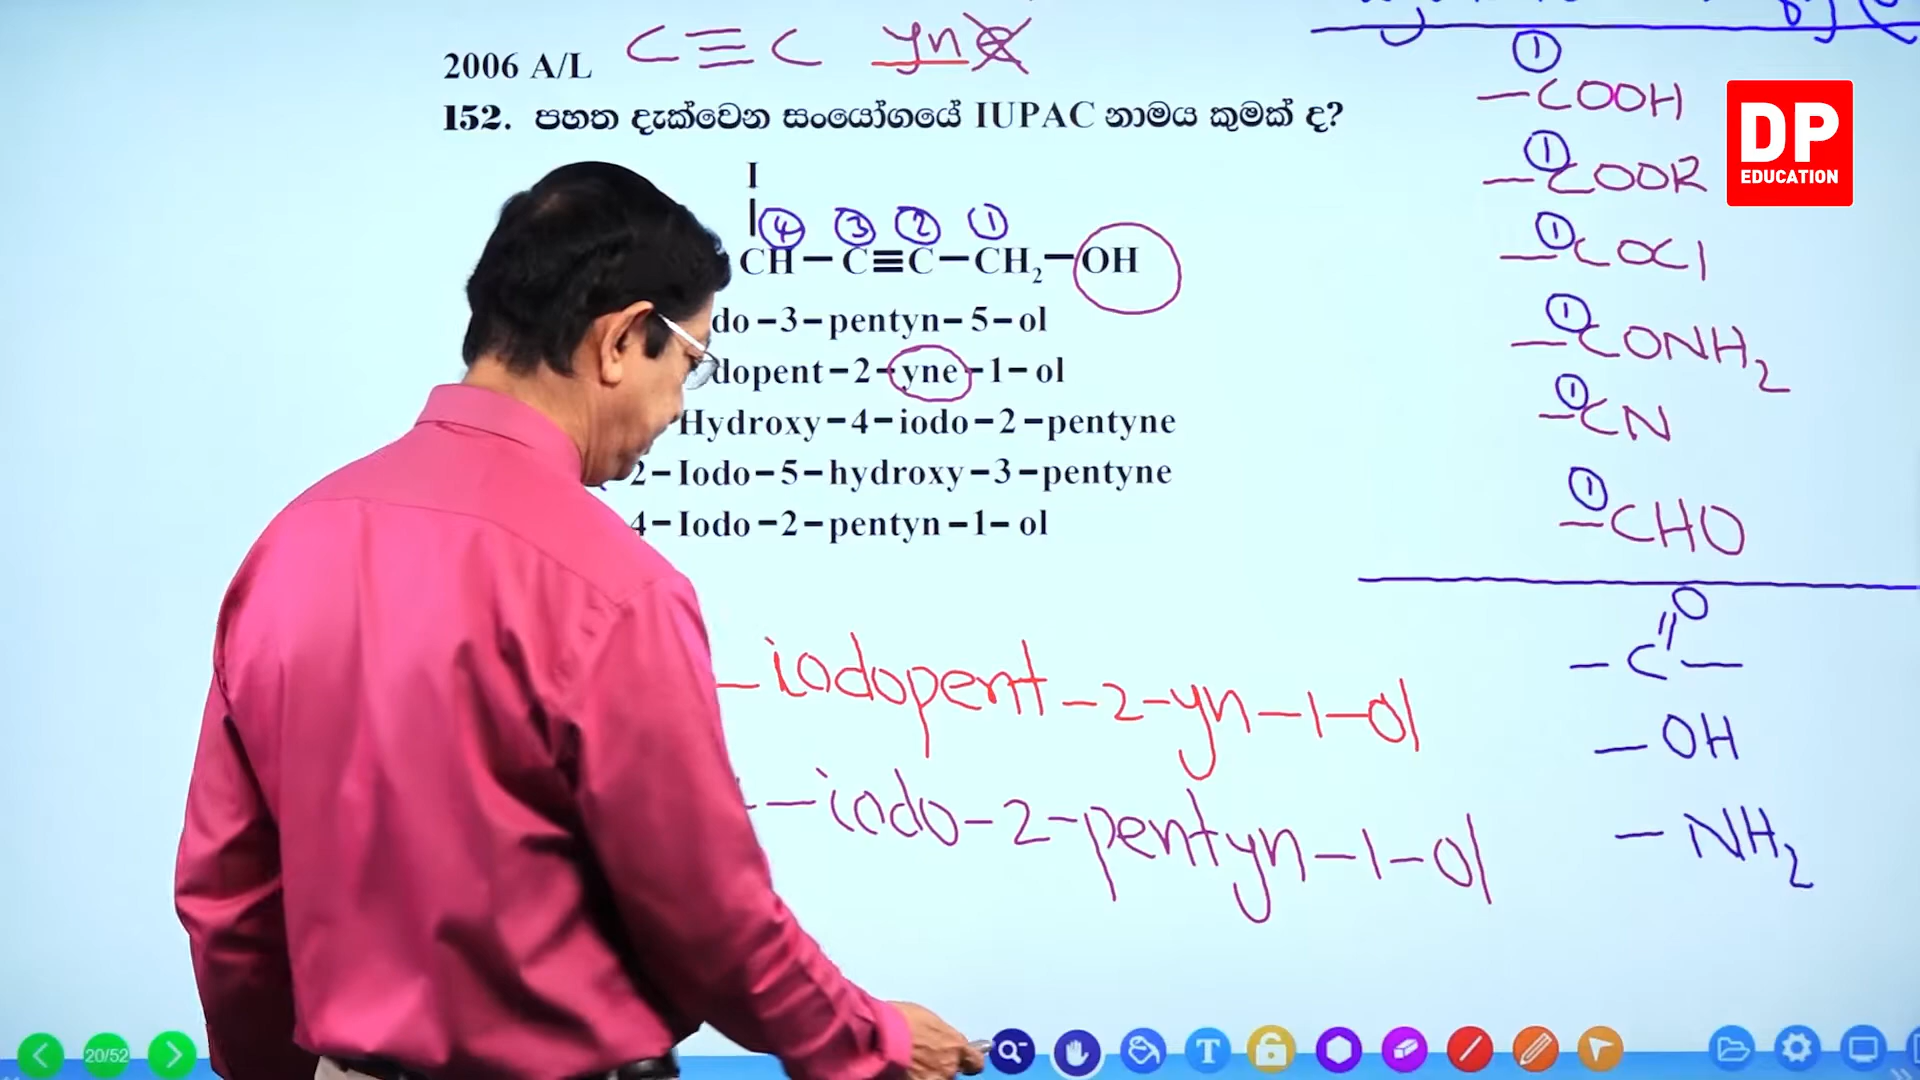 C≡C yne
2006 A/L
152. පහත දැක්වෙන සංයෝගයේ IUPAC නාමය කුමක් ද?
I
④ ③ ② ①
CH–C≡C–CH₂–OH
do–3–pentyn–5–ol
dopent–2–yne–1–ol
Hydroxy–4–iodo–2–pentyne
2–Iodo–5–hydroxy–3–pentyne
4–Iodo–2–pentyn–1–ol
–iodopent–2–yn–1–ol
–iodo–2–pentyn–1–ol
①
–COOH
①
–COOR
①
–COCl
①
–CONH₂
①
–CN
①
–CHO
O
–C–
–OH
–NH₂
DP
EDUCATION
20/52
T